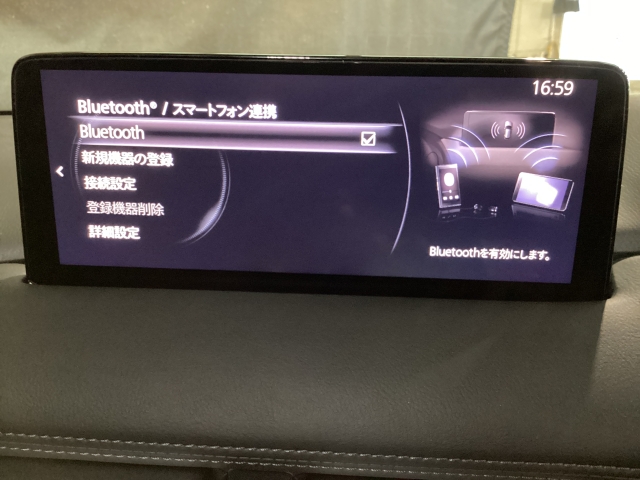 16:59
Bluetooth® / スマートフォン連携
Bluetooth
新規機器の登録
接続設定
登録機器削除
詳細設定
Bluetoothを有効にします。